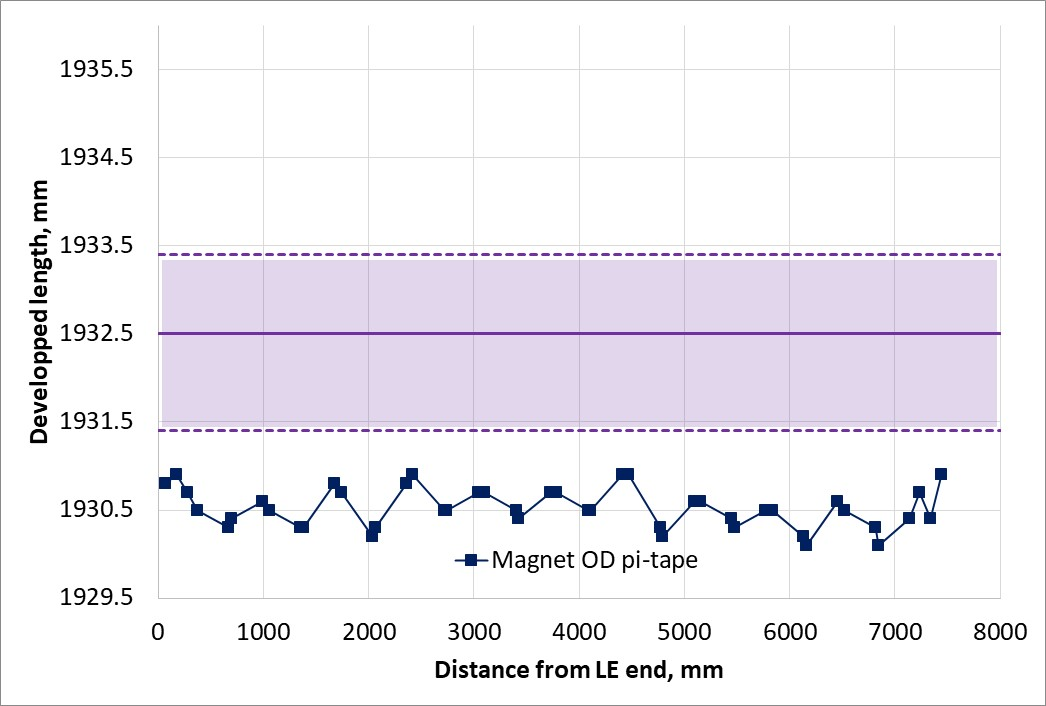 1935.5
1934.5
1933.5
1932.5
1931.5
1930.5
1929.5
Developped length, mm
Magnet OD pi-tape
0 1000 2000 3000 4000 5000 6000 7000 8000
Distance from LE end, mm